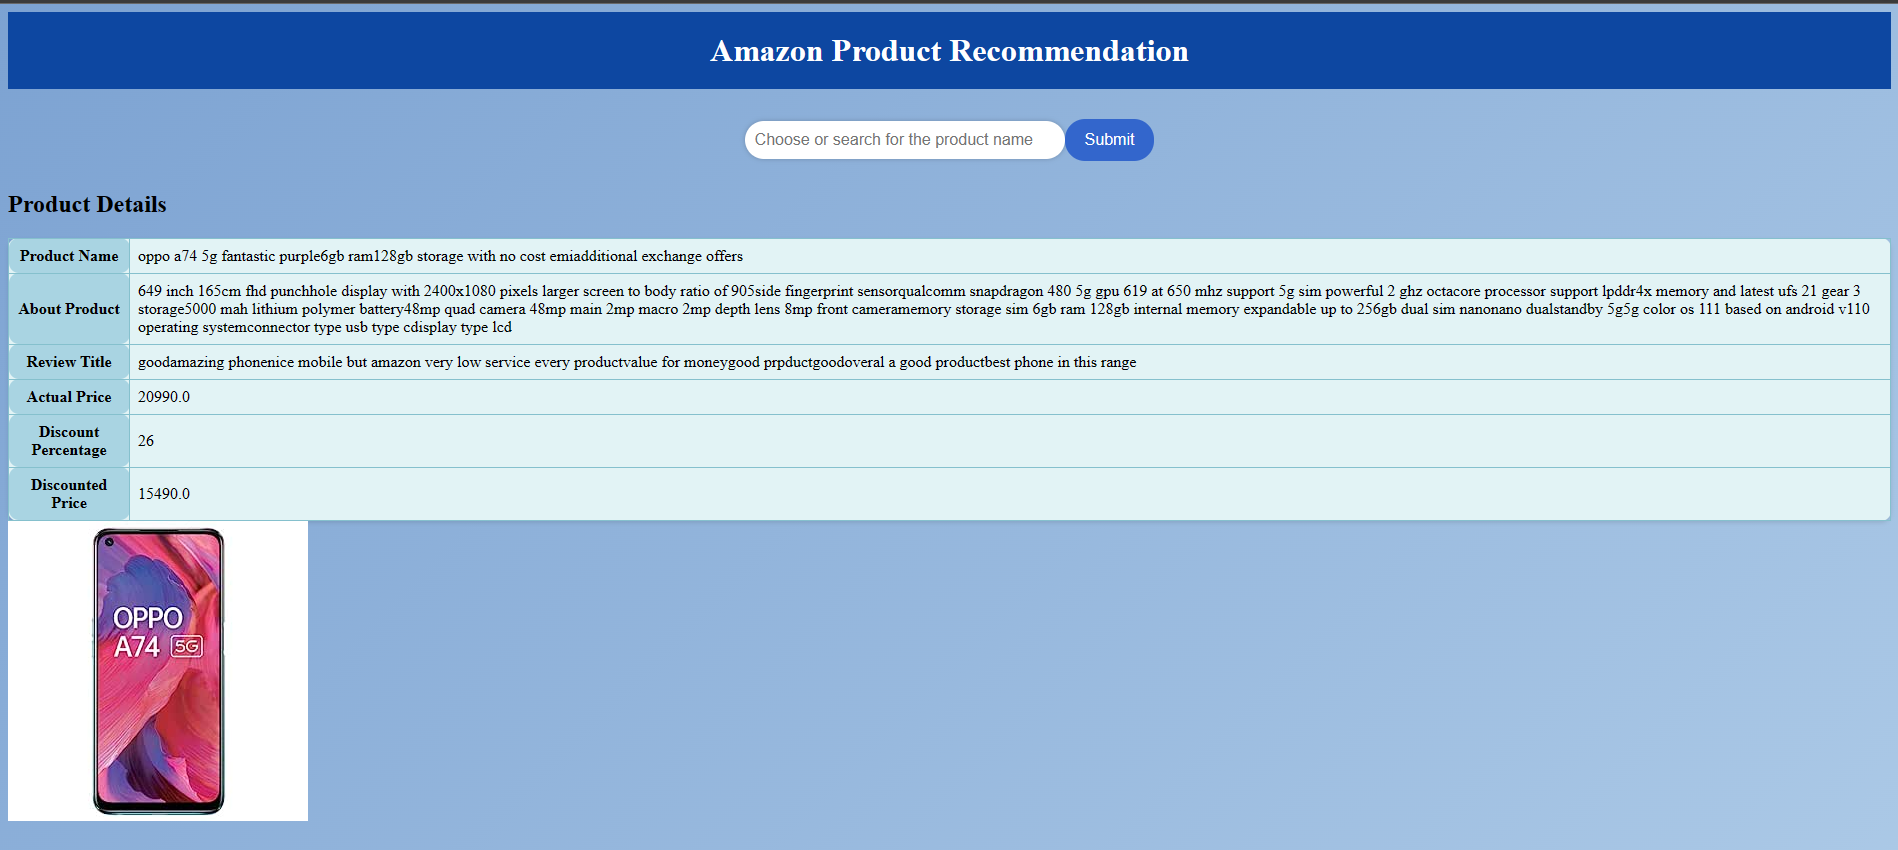 Amazon Product Recommendation
Choose or search for the product name
Submit
Product Details
Product Name
oppo a74 5g fantastic purple6gb ram128gb storage with no cost emiadditional exchange offers
About Product
649 inch 165cm fhd punchhole display with 2400x1080 pixels larger screen to body ratio of 905side fingerprint sensorqualcomm snapdragon 480 5g gpu 619 at 650 mhz support 5g sim powerful 2 ghz octacore processor support lpddr4x memory and latest ufs 21 gear 3
storage5000 mah lithium polymer battery48mp quad camera 48mp main 2mp macro 2mp depth lens 8mp front cameramemory storage sim 6gb ram 128gb internal memory expandable up to 256gb dual sim nanonano dualstandby 5g5g color os 111 based on android v110
operating systemconnector type usb type cdisplay type lcd
Review Title
goodamazing phonenice mobile but amazon very low service every productvalue for moneygood prpductgoodoveral a good productbest phone in this range
Actual Price
20990.0
Discount
Percentage
26
Discounted
Price
15490.0
OPPO
A74 5G